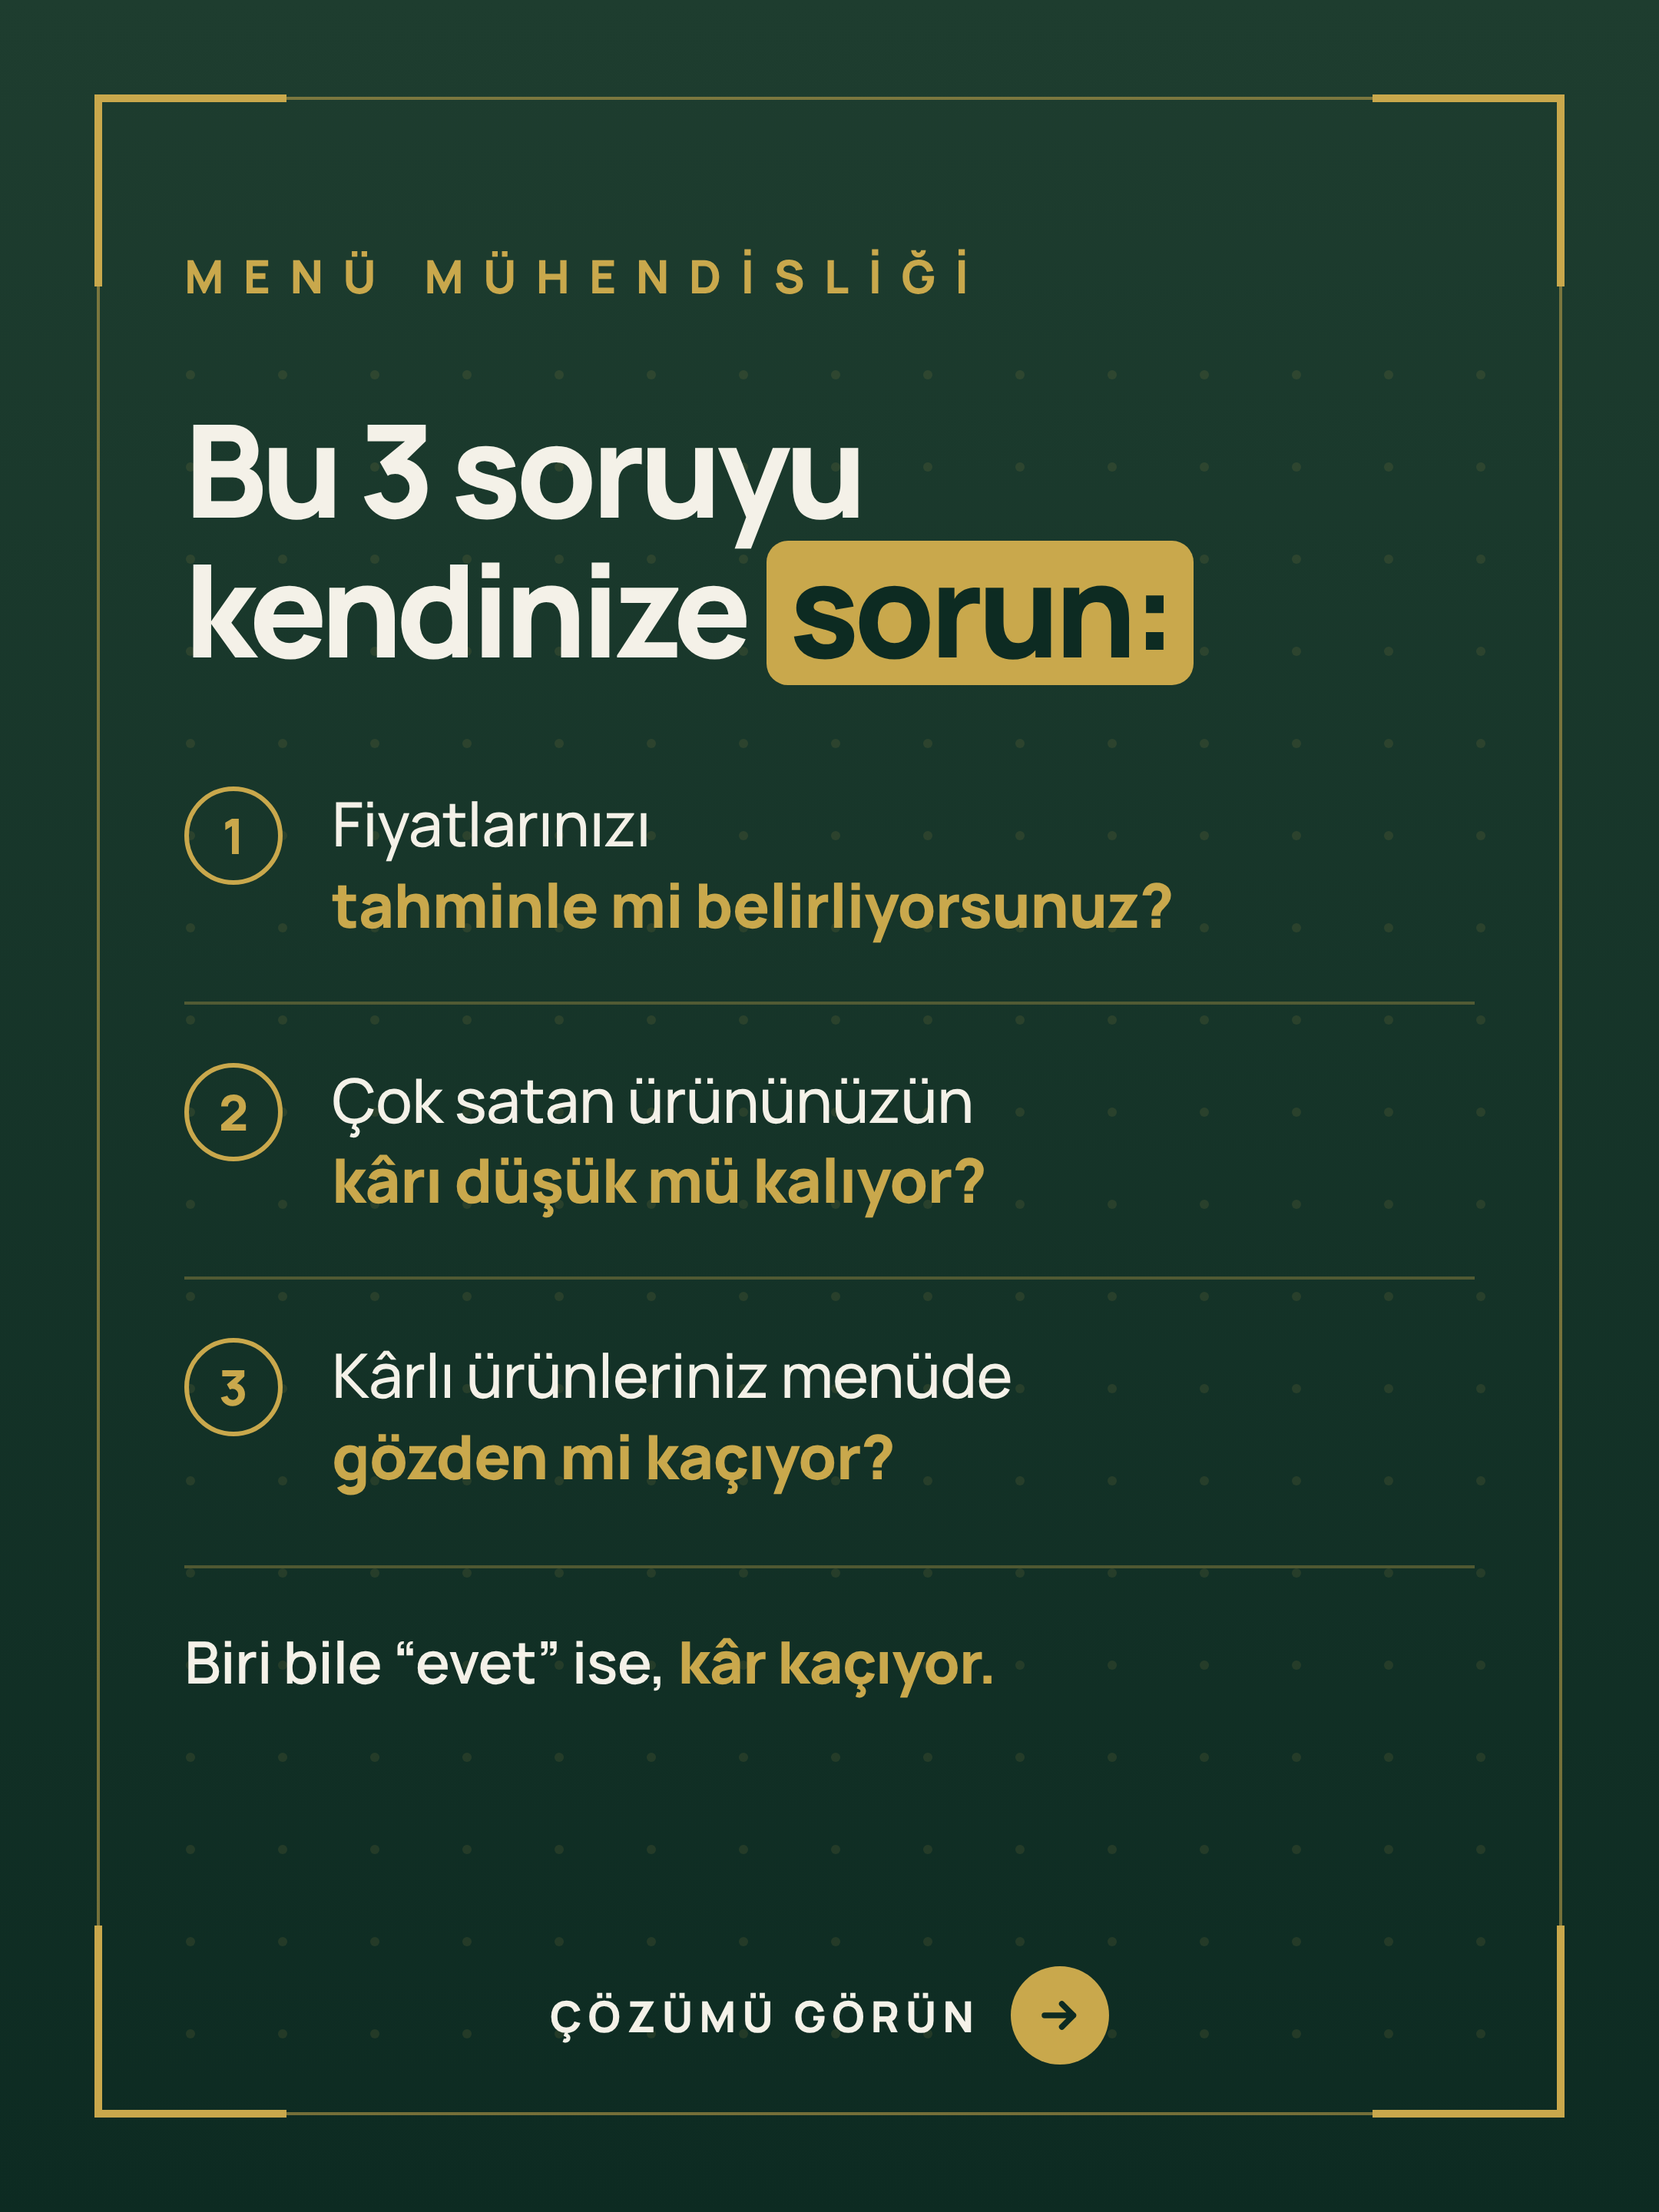 MENÜ MÜHENDİSLİĞİ
Bu 3 soruyu
kendinize sorun:
1 Fiyatlarınızı
tahminle mi belirliyorsunuz?
2 Çok satan ürününüzün
kârı düşük mü kalıyor?
3 Kârlı ürünleriniz menüde
gözden mi kaçıyor?
Biri bile “evet” ise, kâr kaçıyor.
ÇÖZÜMÜ GÖRÜN →